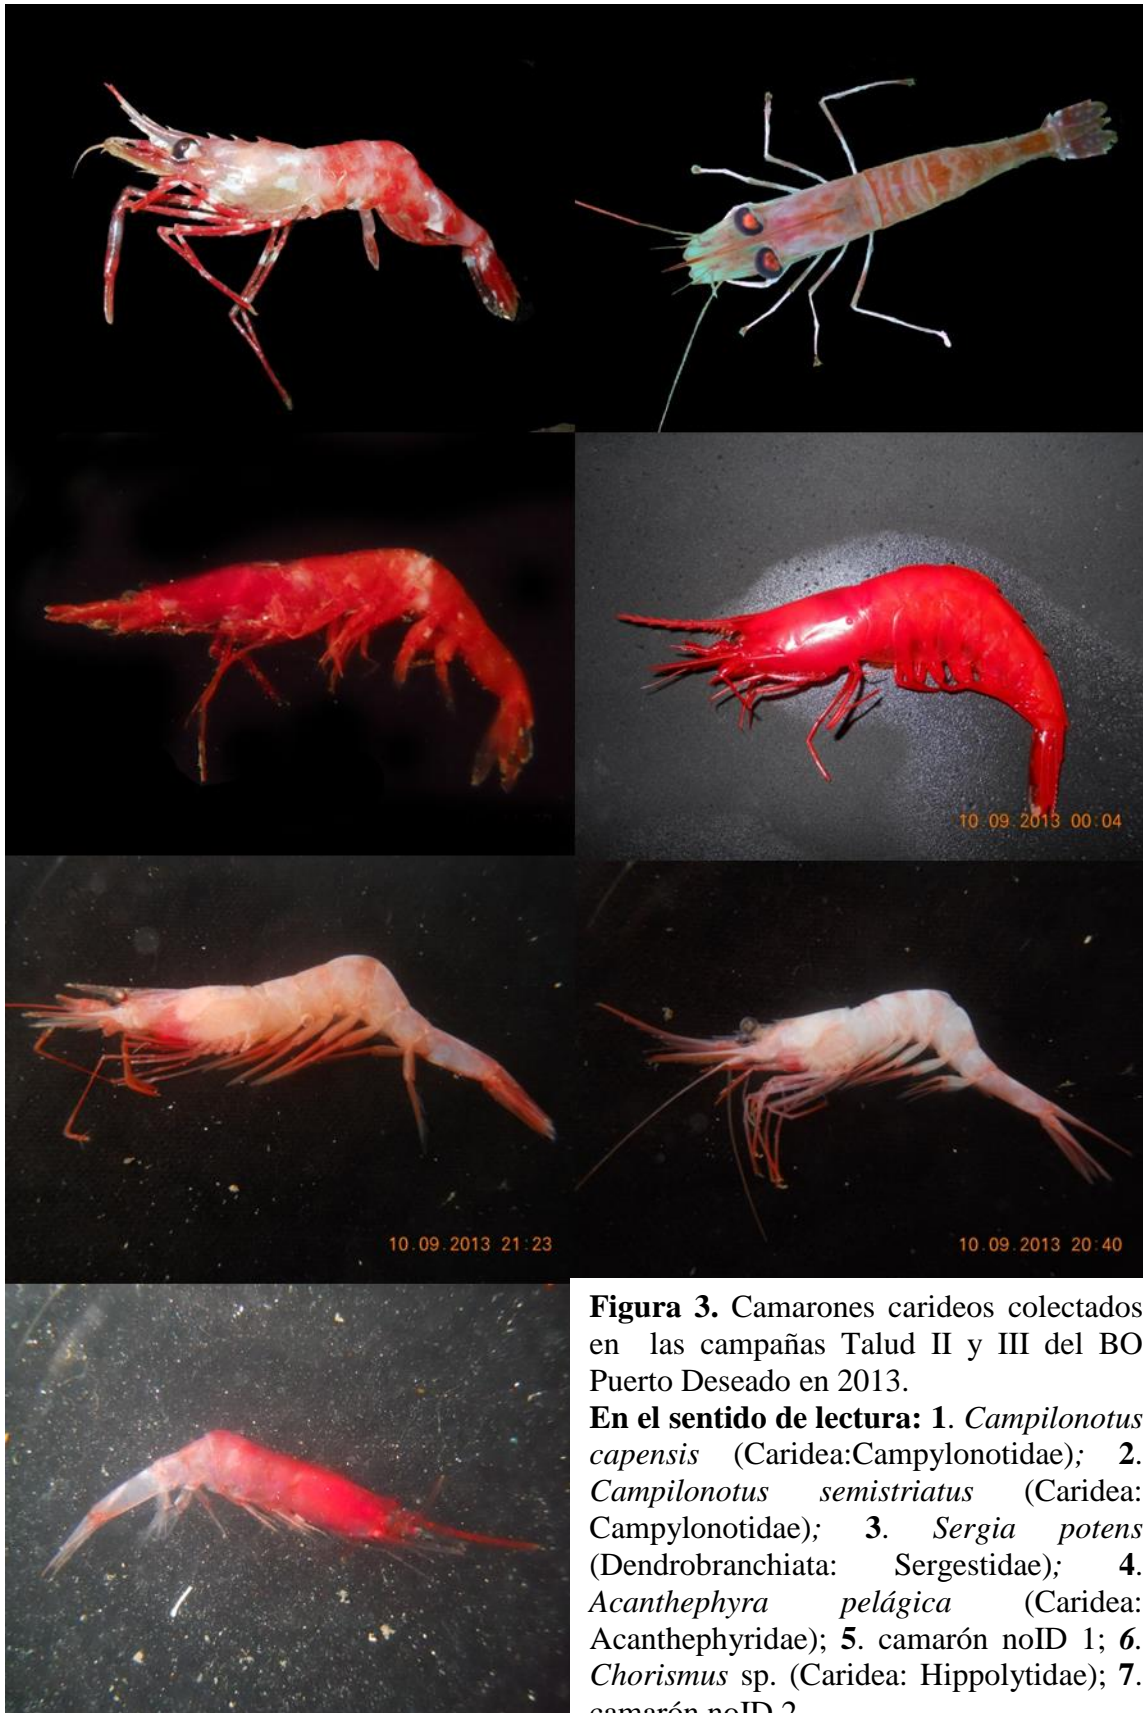 10 09 2013 00:04
10.09.2013 21:23
10.09.2013 20:40
Figura 3. Camarones carideos colectados
en las campañas Talud II y III del BO
Puerto Deseado en 2013.
En el sentido de lectura: 1. Campilonotus
capensis (Caridea:Campylonotidae); 2.
Campilonotus semistriatus (Caridea:
Campylonotidae); 3. Sergia potens
(Dendrobranchiata: Sergestidae); 4.
Acanthephyra pelágica (Caridea:
Acanthephyridae); 5. camarón noID 1; 6.
Chorismus sp. (Caridea: Hippolytidae); 7.
camarón noID 2